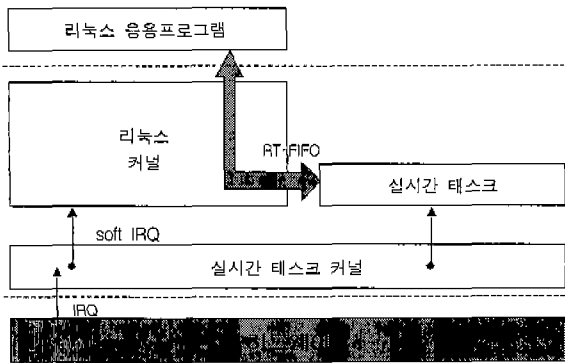 리눅스 응용프로그램
리눅스
커널
RT-FIFO
실시간 태스크
soft IRQ
실시간 태스크 커널
IRQ